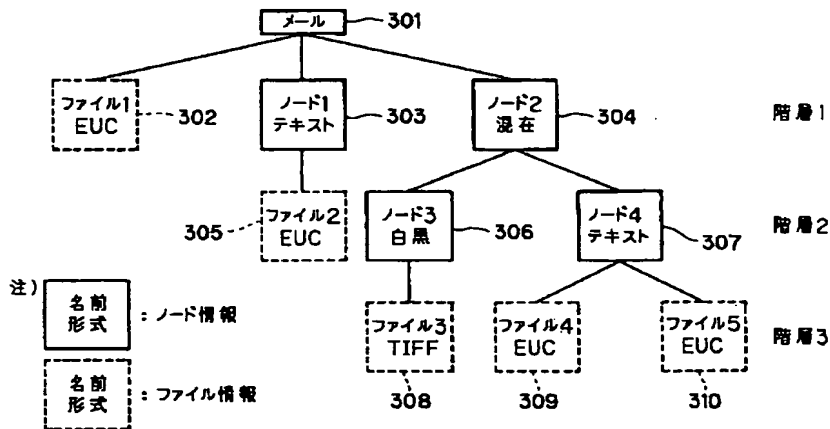 メール 301
ファイル1
EUC
302
ノード1
テキスト
303
ノード2
混在
304
階層1
305
ファイル2
EUC
ノード3
白黒
306
ノード4
テキスト
307
階層2
注)
名前
形式
:ノード情報
ファイル3
TIFF
ファイル4
EUC
ファイル5
EUC
階層3
308
309
310
名前
形式
:ファイル情報